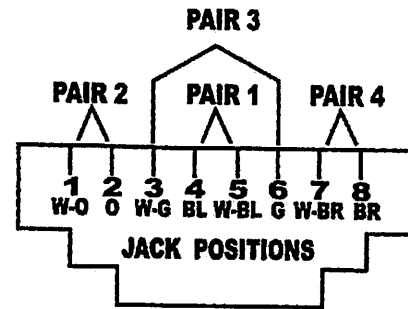 PAIR 3
PAIR 2 PAIR 1 PAIR 4
1 2 3 4 5 6 7 8
W-O O W-G BL W-BL G W-BR BR
JACK POSITIONS